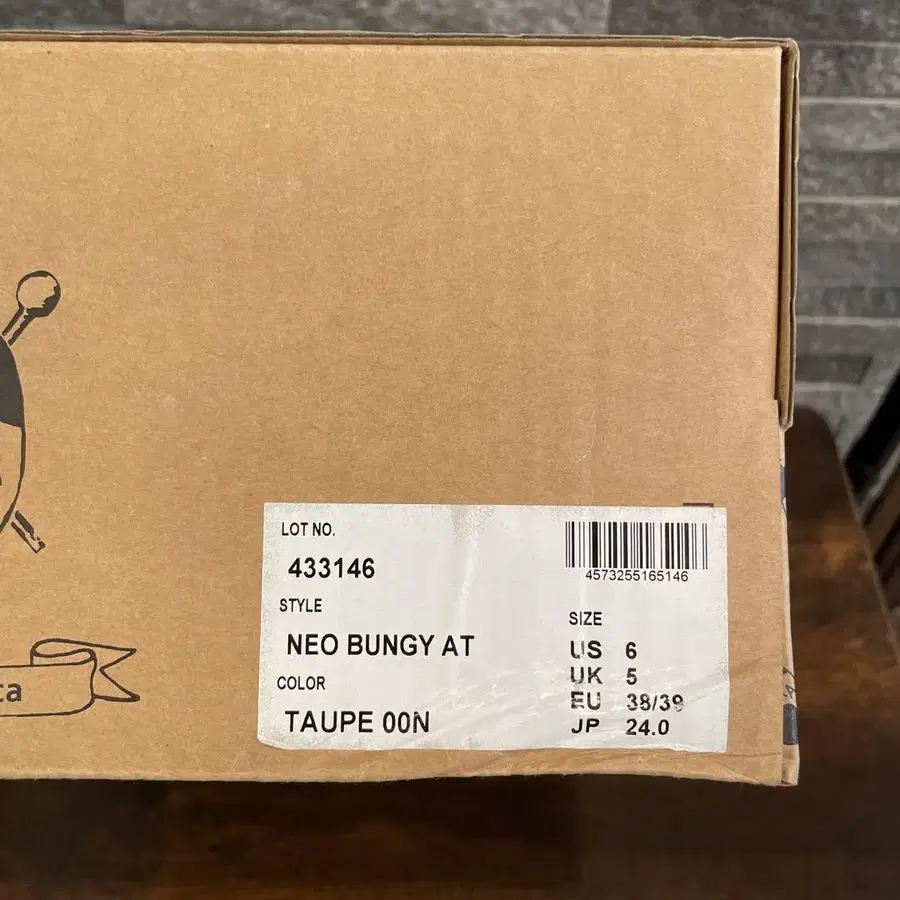 LOT NO.
433146
4573255165146
STYLE
NEO BUNGY AT
COLOR
TAUPE 00N
SIZE
US 6
UK 5
EU 38/39
JP 24.0
ta